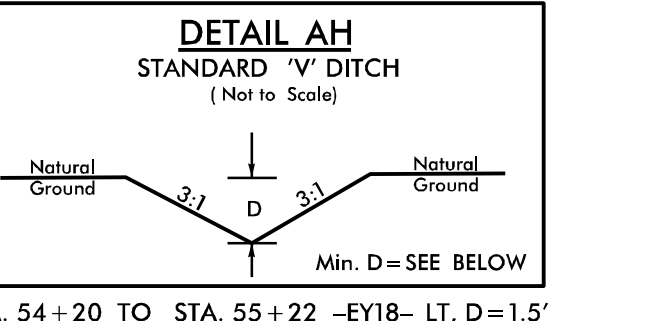 DETAIL AH
STANDARD 'V' DITCH
( Not to Scale)
Natural
Ground
3:1
D
3:1
Natural
Ground
Min. D=SEE BELOW
54+20 TO STA. 55+22 -EY18- LT, D=1.5'